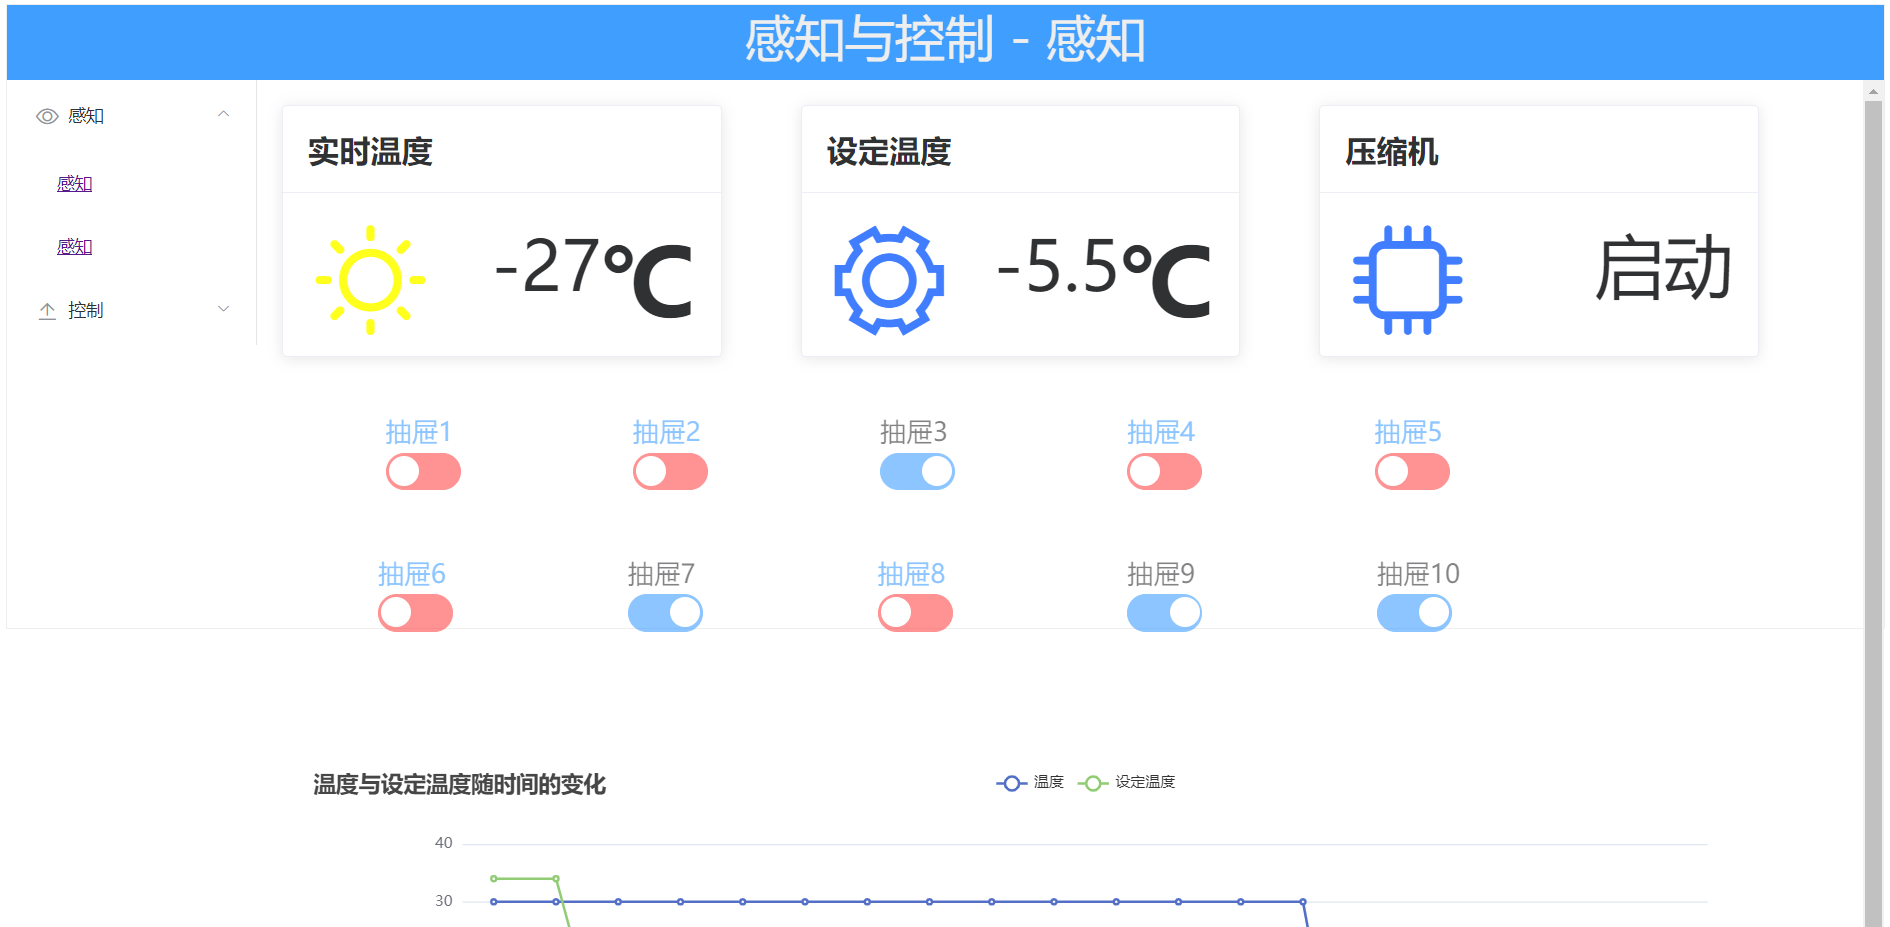 感知与控制 - 感知
感知
感知
感知
控制
实时温度
-27℃
设定温度
-5.5℃
压缩机
启动
抽屉1
抽屉2
抽屉3
抽屉4
抽屉5
抽屉6
抽屉7
抽屉8
抽屉9
抽屉10
温度与设定温度随时间的变化
温度
设定温度
40
30